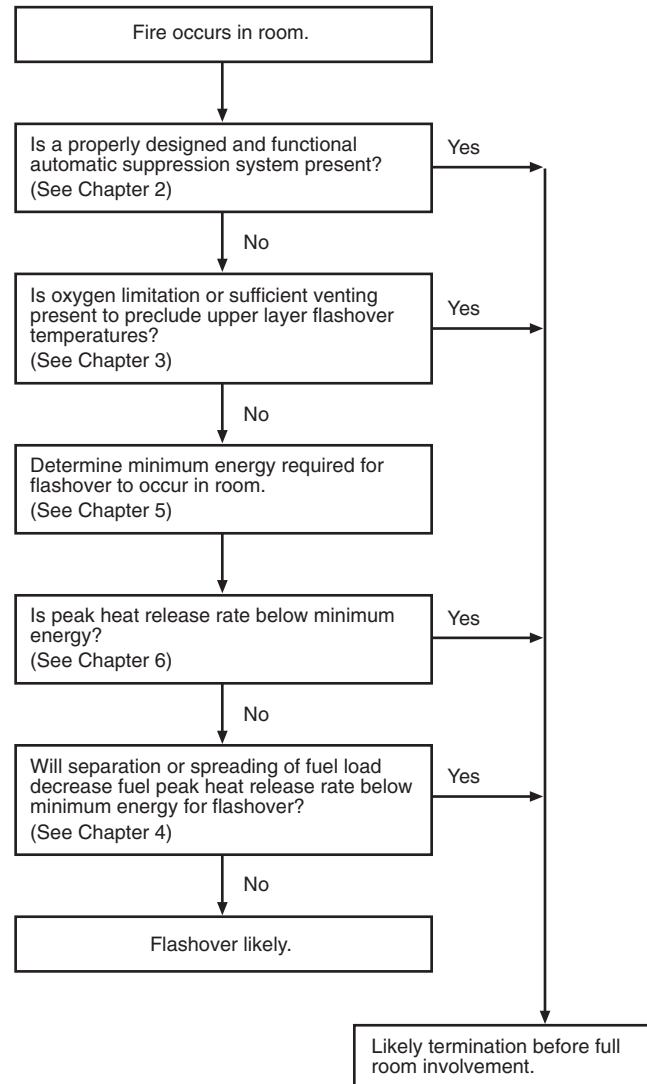 Fire occurs in room.
Is a properly designed and functional
automatic suppression system present?
(See Chapter 2)
Yes
No
Is oxygen limitation or sufficient venting
present to preclude upper layer flashover
temperatures?
(See Chapter 3)
Yes
No
Determine minimum energy required for
flashover to occur in room.
(See Chapter 5)
Is peak heat release rate below minimum
energy?
(See Chapter 6)
Yes
No
Will separation or spreading of fuel load
decrease fuel peak heat release rate below
minimum energy for flashover?
(See Chapter 4)
Yes
No
Flashover likely.
Likely termination before full
room involvement.